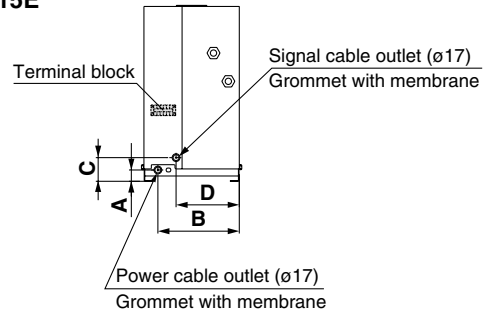 15E
Signal cable outlet (ø17)
Grommet with membrane
Terminal block
C
A
D
B
Power cable outlet (ø17)
Grommet with membrane